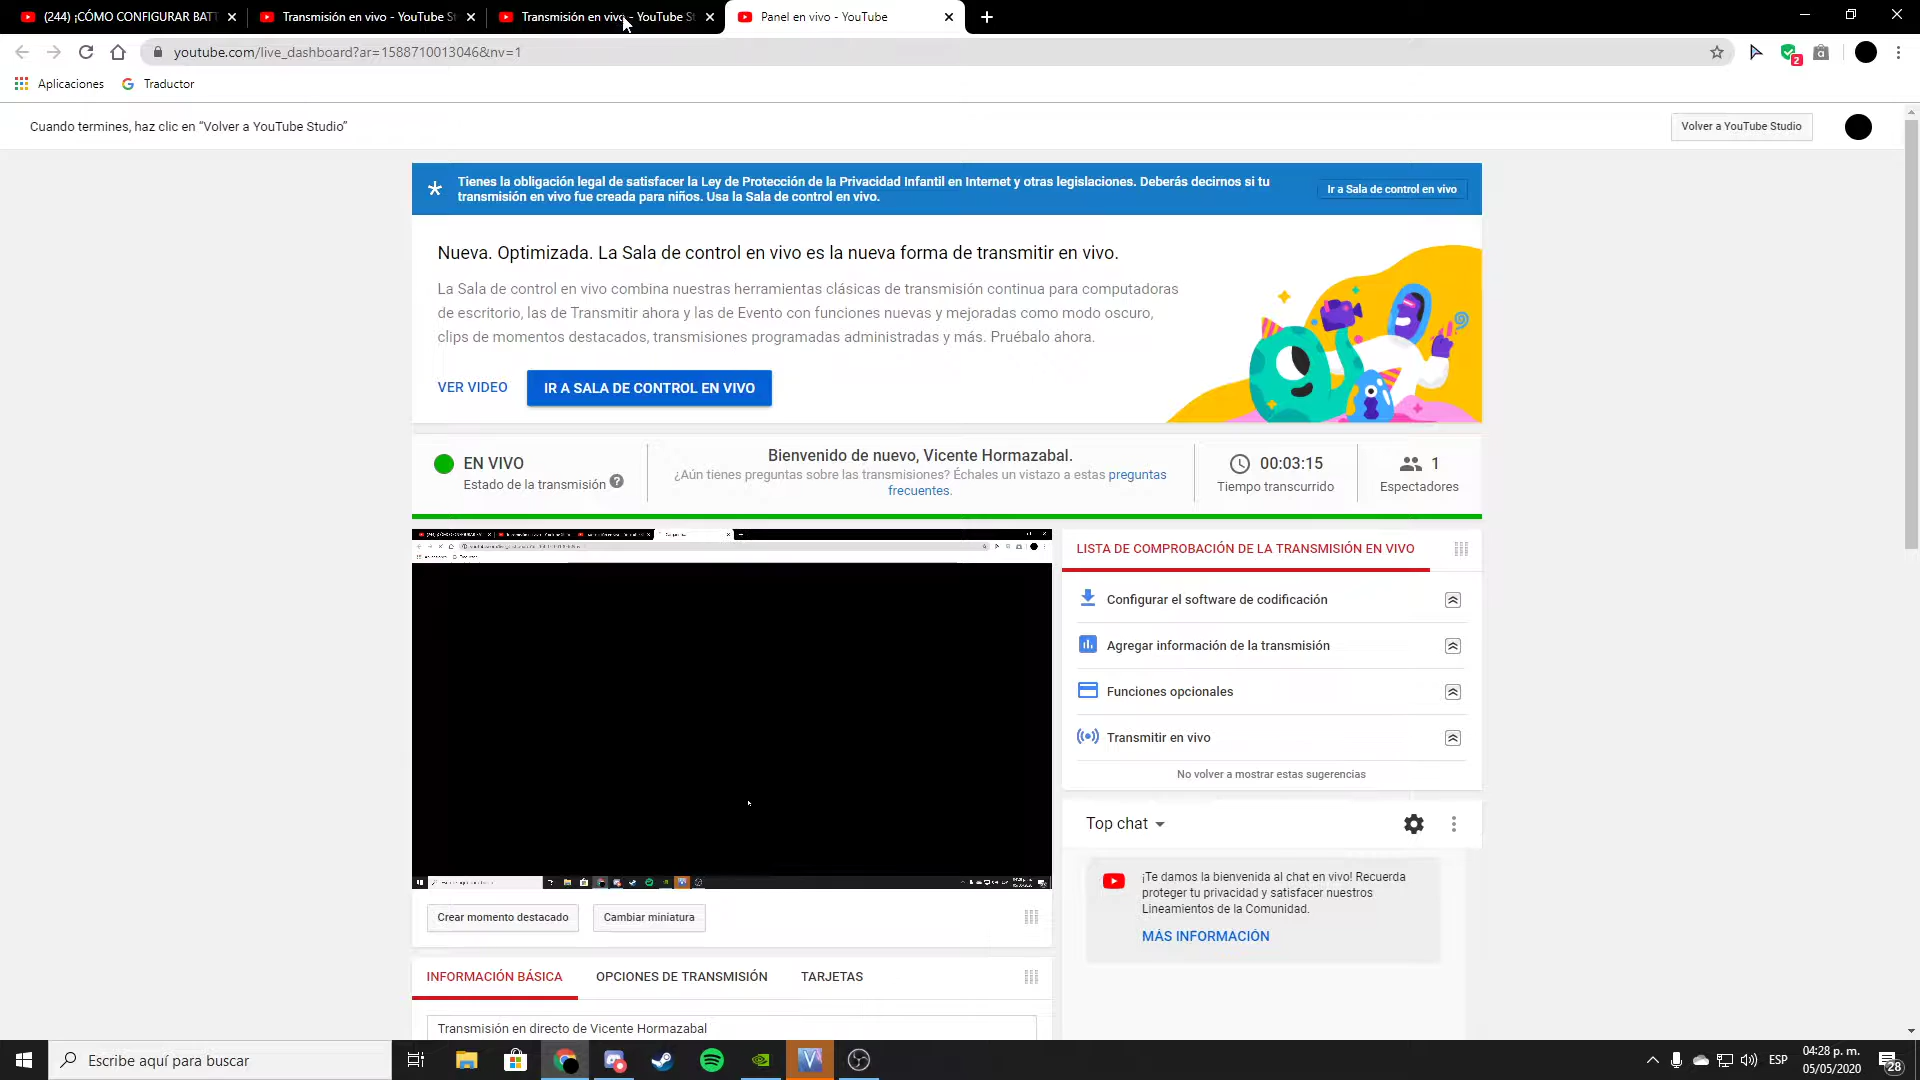 (244) ¡CÓMO CONFIGURAR BATT
Transmisión en vivo - YouTube St
Transmisión en vivo - YouTube St
Panel en vivo - YouTube
youtube.com/live_dashboard?ar=1588710013046&nv=1
2
Aplicaciones
Traductor
Cuando termines, haz clic en “Volver a YouTube Studio”
Volver a YouTube Studio
Tienes la obligación legal de satisfacer la Ley de Protección de la Privacidad Infantil en Internet y otras legislaciones. Deberás decirnos si tu
transmisión en vivo fue creada para niños. Usa la Sala de control en vivo.
Ir a Sala de control en vivo
Nueva. Optimizada. La Sala de control en vivo es la nueva forma de transmitir en vivo.
La Sala de control en vivo combina nuestras herramientas clásicas de transmisión continua para computadoras
de escritorio, las de Transmitir ahora y las de Evento con funciones nuevas y mejoradas como modo oscuro,
clips de momentos destacados, transmisiones programadas administradas y más. Pruébalo ahora.
VER VIDEO
IR A SALA DE CONTROL EN VIVO
EN VIVO
Estado de la transmisión
Bienvenido de nuevo, Vicente Hormazabal.
¿Aún tienes preguntas sobre las transmisiones? Échales un vistazo a estas preguntas
frecuentes.
00:03:15
Tiempo transcurrido
1
Espectadores
LISTA DE COMPROBACIÓN DE LA TRANSMISIÓN EN VIVO
Configurar el software de codificación
Agregar información de la transmisión
Funciones opcionales
Transmitir en vivo
No volver a mostrar estas sugerencias
Top chat
¡Te damos la bienvenida al chat en vivo! Recuerda
proteger tu privacidad y satisfacer nuestros
Lineamientos de la Comunidad.
MÁS INFORMACIÓN
Crear momento destacado
Cambiar miniatura
INFORMACIÓN BÁSICA
OPCIONES DE TRANSMISIÓN
TARJETAS
Transmisión en directo de Vicente Hormazabal
Escribe aquí para buscar
ESP
04:28 p. m.
05/05/2020
28